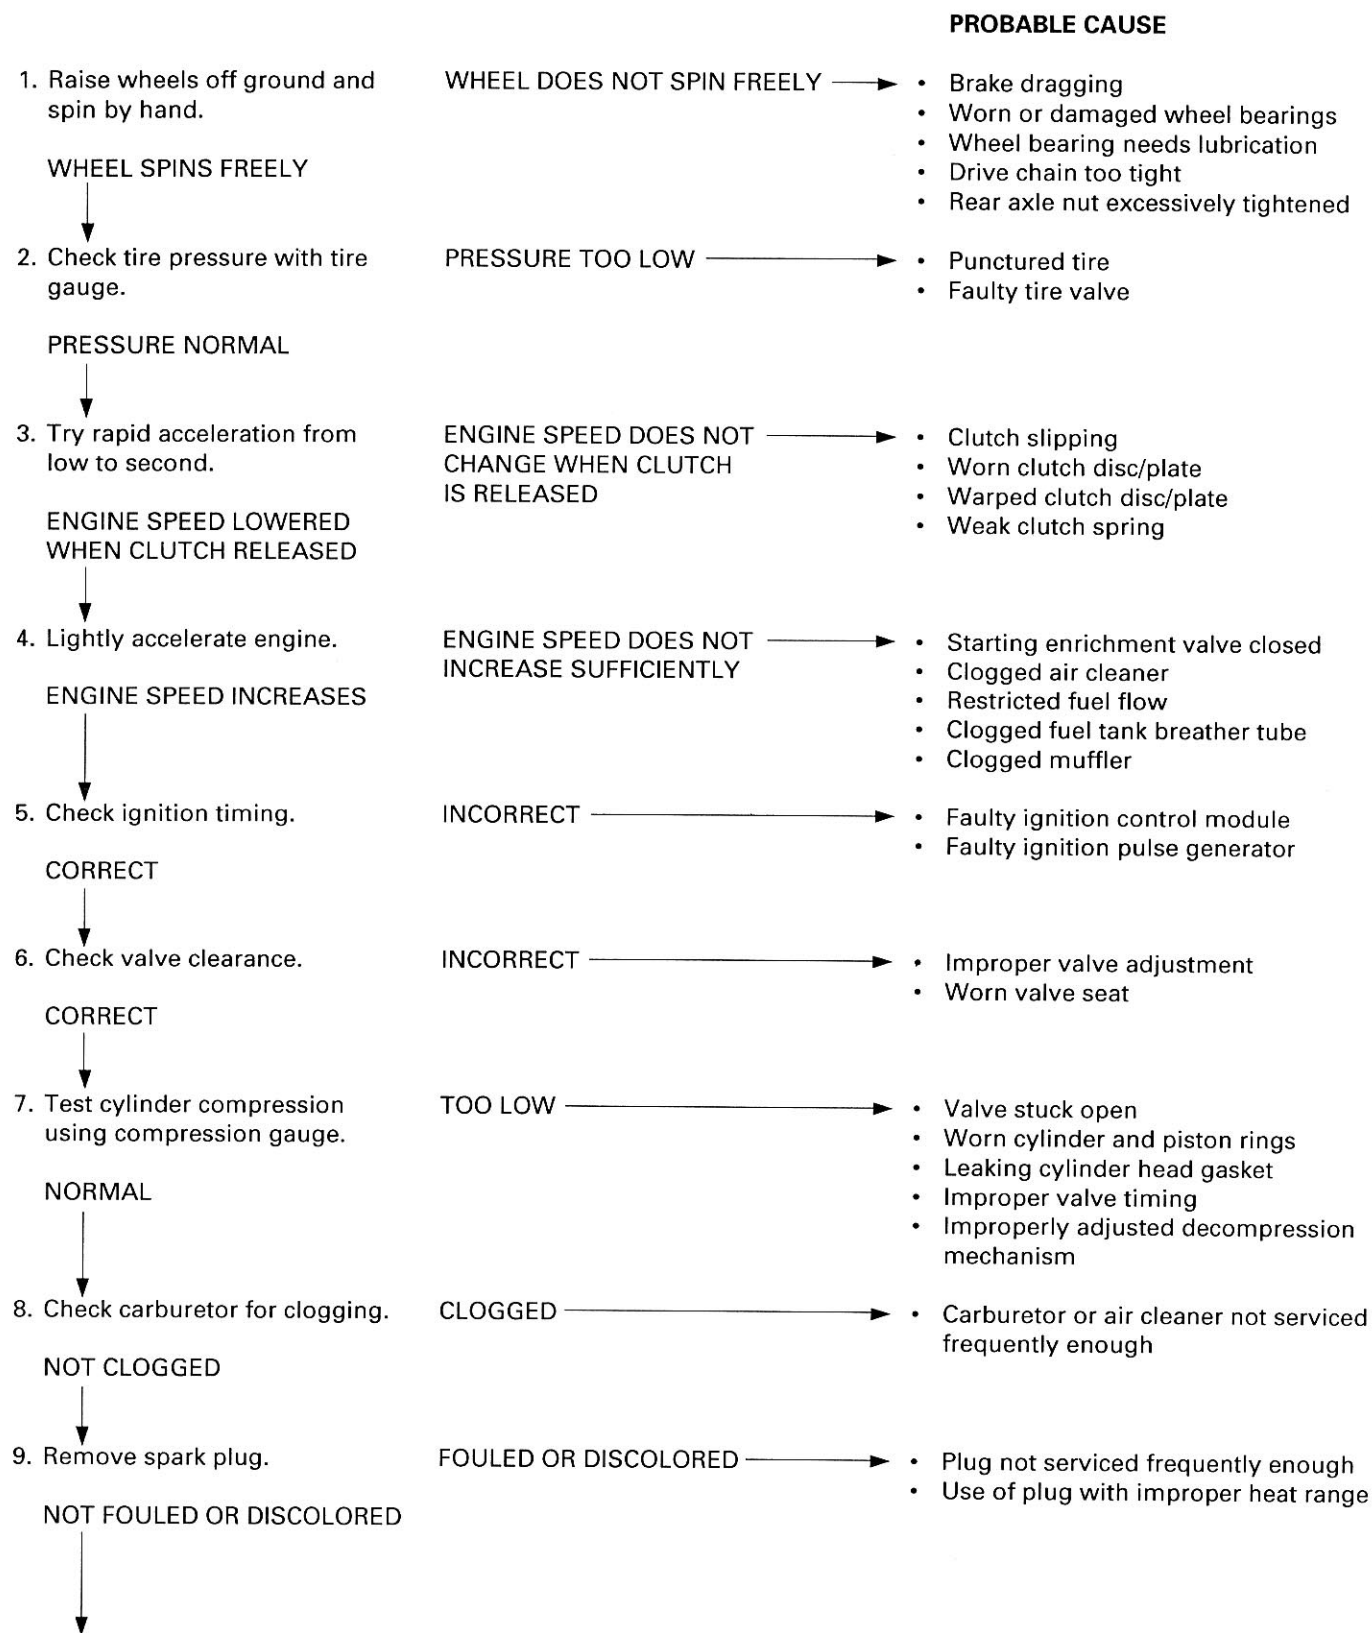 PROBABLE CAUSE
1. Raise wheels off ground and
spin by hand.
WHEEL DOES NOT SPIN FREELY
• Brake dragging
• Worn or damaged wheel bearings
• Wheel bearing needs lubrication
• Drive chain too tight
• Rear axle nut excessively tightened
WHEEL SPINS FREELY
2. Check tire pressure with tire
gauge.
PRESSURE TOO LOW
• Punctured tire
• Faulty tire valve
PRESSURE NORMAL
3. Try rapid acceleration from
low to second.
ENGINE SPEED DOES NOT
CHANGE WHEN CLUTCH
IS RELEASED
• Clutch slipping
• Worn clutch disc/plate
• Warped clutch disc/plate
• Weak clutch spring
ENGINE SPEED LOWERED
WHEN CLUTCH RELEASED
4. Lightly accelerate engine.
ENGINE SPEED DOES NOT
INCREASE SUFFICIENTLY
• Starting enrichment valve closed
• Clogged air cleaner
• Restricted fuel flow
• Clogged fuel tank breather tube
• Clogged muffler
ENGINE SPEED INCREASES
5. Check ignition timing.
INCORRECT
• Faulty ignition control module
• Faulty ignition pulse generator
CORRECT
6. Check valve clearance.
INCORRECT
• Improper valve adjustment
• Worn valve seat
CORRECT
7. Test cylinder compression
using compression gauge.
TOO LOW
• Valve stuck open
• Worn cylinder and piston rings
• Leaking cylinder head gasket
• Improper valve timing
• Improperly adjusted decompression
mechanism
NORMAL
8. Check carburetor for clogging.
CLOGGED
• Carburetor or air cleaner not serviced
frequently enough
NOT CLOGGED
9. Remove spark plug.
FOULED OR DISCOLORED
• Plug not serviced frequently enough
• Use of plug with improper heat range
NOT FOULED OR DISCOLORED